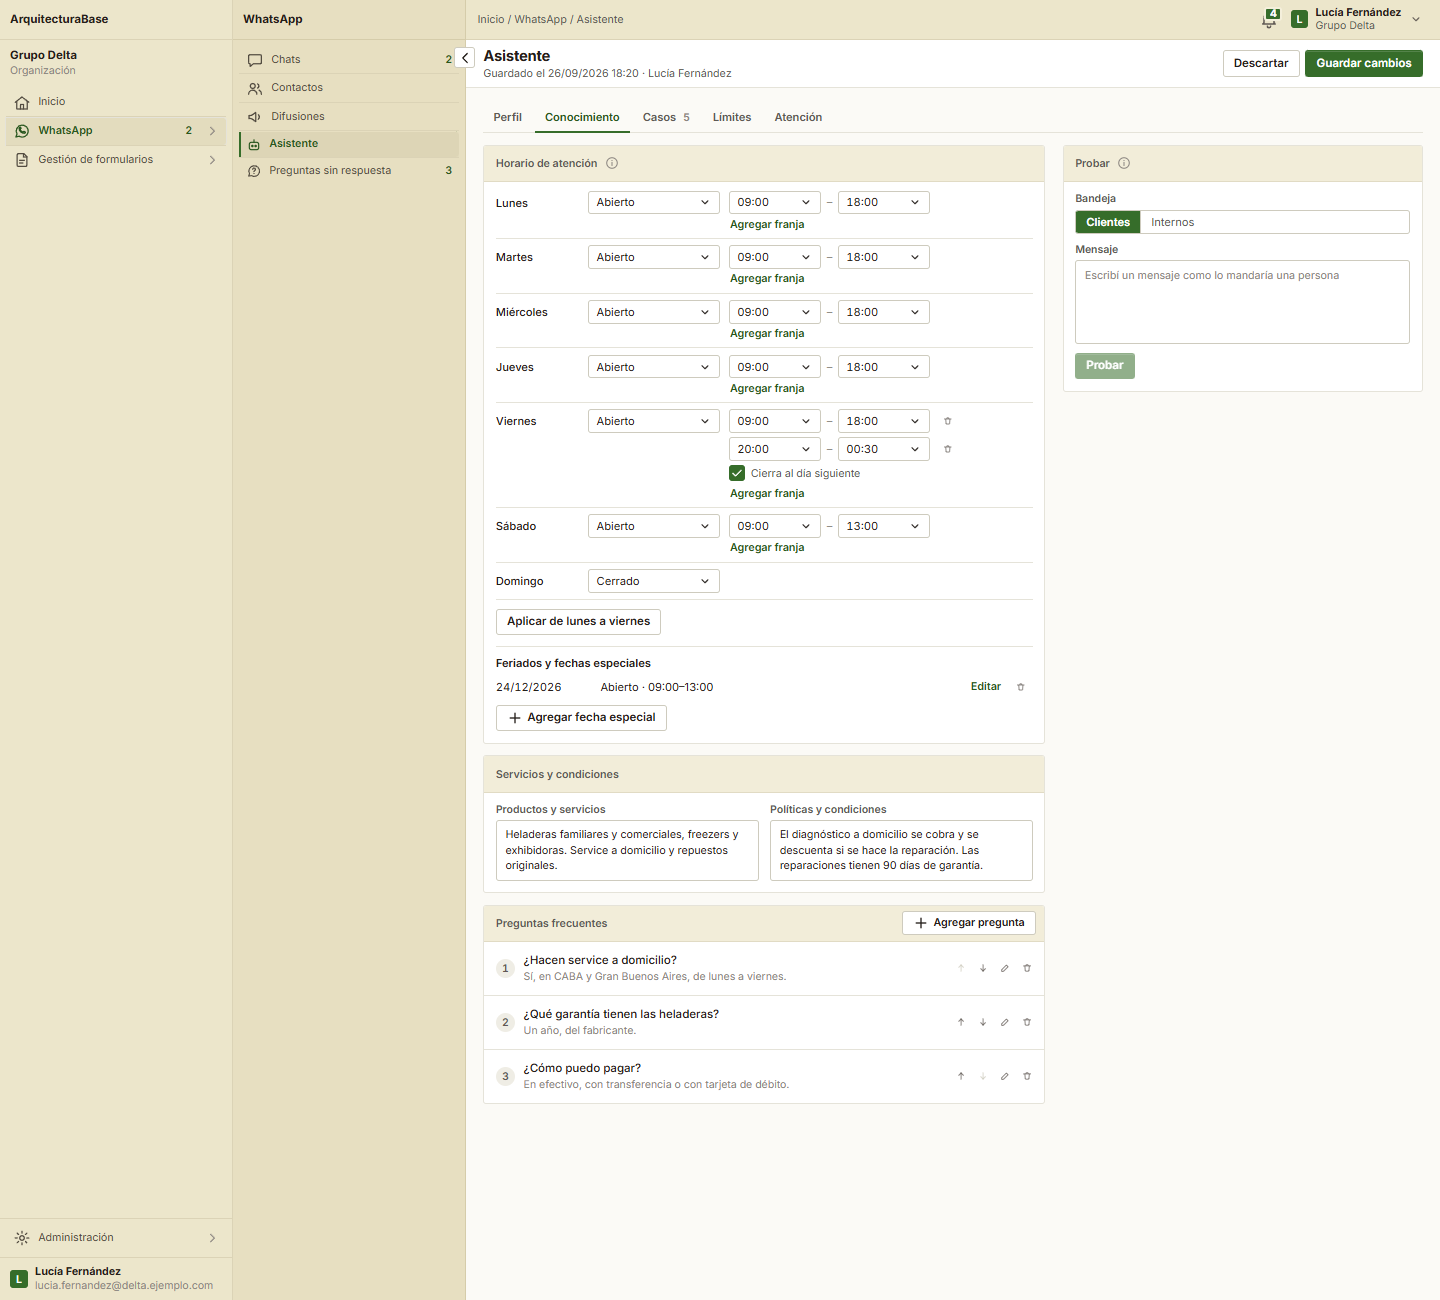 ArquitecturaBase
Grupo Delta
Organización
Inicio
WhatsApp 2
Gestión de formularios
Administración
L Lucía Fernández
lucia.fernandez@delta.ejemplo.com
WhatsApp
Chats 2
Contactos
Difusiones
Asistente
Preguntas sin respuesta 3
Inicio / WhatsApp / Asistente
4
L Lucía Fernández
Grupo Delta
Asistente
Guardado el 26/09/2026 18:20 · Lucía Fernández
Descartar Guardar cambios
Perfil Conocimiento Casos 5 Límites Atención
Horario de atención
Lunes Abierto 09:00 – 18:00
Agregar franja
Martes Abierto 09:00 – 18:00
Agregar franja
Miércoles Abierto 09:00 – 18:00
Agregar franja
Jueves Abierto 09:00 – 18:00
Agregar franja
Viernes Abierto 09:00 – 18:00
20:00 – 00:30
Cierra al día siguiente
Agregar franja
Sábado Abierto 09:00 – 13:00
Agregar franja
Domingo Cerrado
Aplicar de lunes a viernes
Feriados y fechas especiales
24/12/2026 Abierto · 09:00–13:00 Editar
Agregar fecha especial
Servicios y condiciones
Productos y servicios
Heladeras familiares y comerciales, freezers y
exhibidoras. Service a domicilio y repuestos
originales.
Políticas y condiciones
El diagnóstico a domicilio se cobra y se
descuenta si se hace la reparación. Las
reparaciones tienen 90 días de garantía.
Preguntas frecuentes Agregar pregunta
1 ¿Hacen service a domicilio?
Sí, en CABA y Gran Buenos Aires, de lunes a viernes.
2 ¿Qué garantía tienen las heladeras?
Un año, del fabricante.
3 ¿Cómo puedo pagar?
En efectivo, con transferencia o con tarjeta de débito.
Probar
Bandeja
Clientes Internos
Mensaje
Escribí un mensaje como lo mandaría una persona
Probar